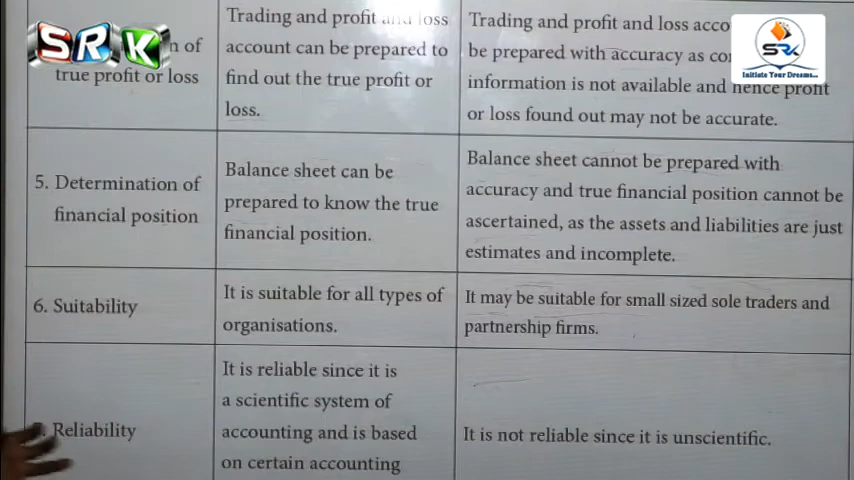 SRK
n of
true profit or loss
Trading and profit and loss
account can be prepared to
find out the true profit or
loss.
Trading and profit and loss acco
be prepared with accuracy as co
information is not available and hence profit
or loss found out may not be accurate.
SRK
Initiate Your Dreams...
5. Determination of
financial position
Balance sheet can be
prepared to know the true
financial position.
Balance sheet cannot be prepared with
accuracy and true financial position cannot be
ascertained, as the assets and liabilities are just
estimates and incomplete.
6. Suitability
It is suitable for all types of
organisations.
It may be suitable for small sized sole traders and
partnership firms.
Reliability
It is reliable since it is
a scientific system of
accounting and is based
on certain accounting
It is not reliable since it is unscientific.